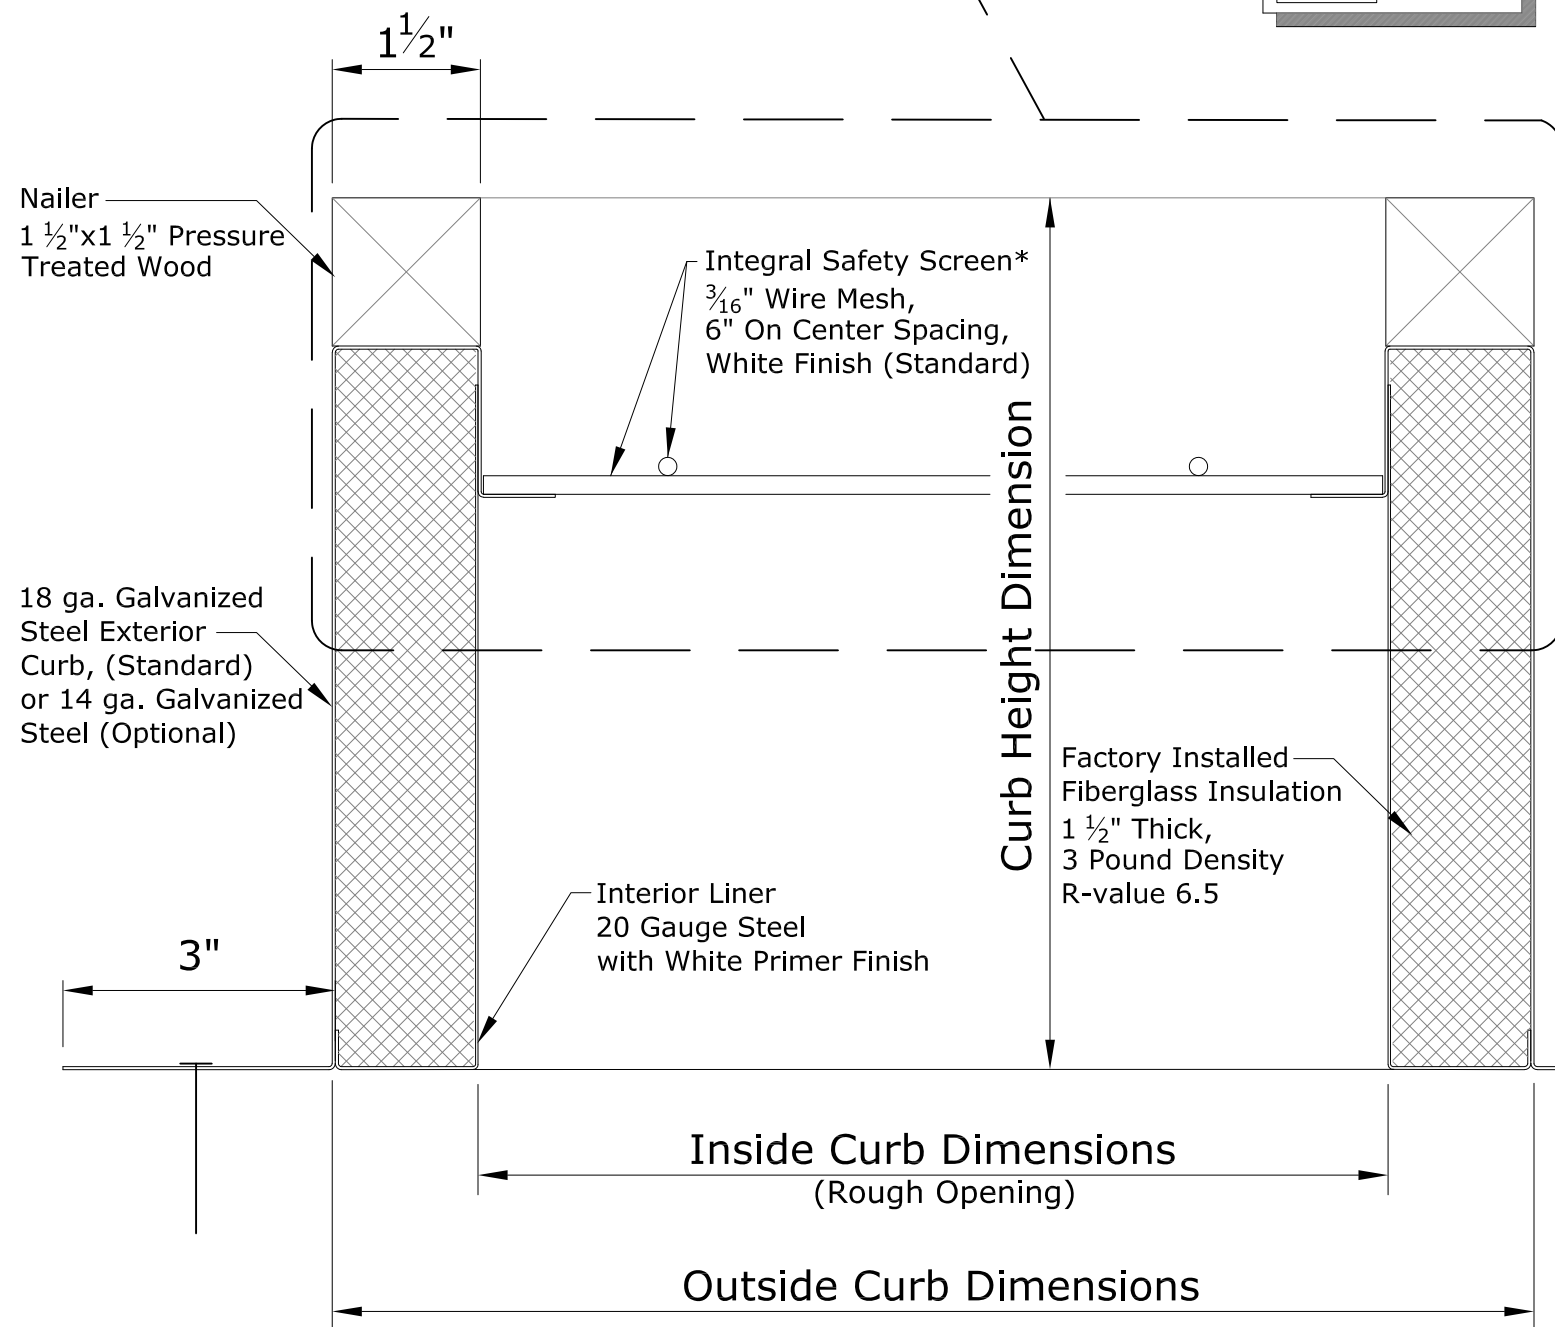 1½"
Nailer
1 ½"x1 ½" Pressure
Treated Wood
Integral Safety Screen*
3⁄16" Wire Mesh,
6" On Center Spacing,
White Finish (Standard)
Curb Height Dimension
18 ga. Galvanized
Steel Exterior
Curb, (Standard)
or 14 ga. Galvanized
Steel (Optional)
Factory Installed
Fiberglass Insulation
1 ½" Thick,
3 Pound Density
R-value 6.5
Interior Liner
20 Gauge Steel
with White Primer Finish
3"
Inside Curb Dimensions
(Rough Opening)
Outside Curb Dimensions